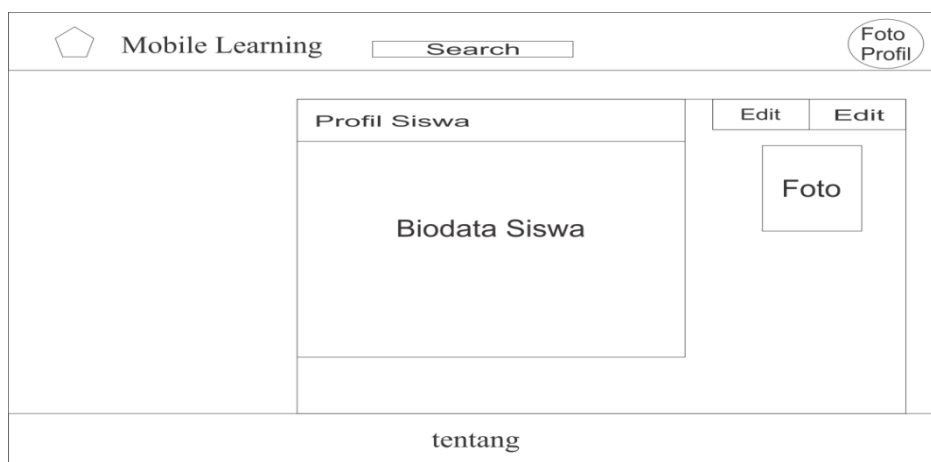 Mobile Learning
Search
Foto
Profil
Profil Siswa
Edit
Edit
Foto
Biodata Siswa
tentang